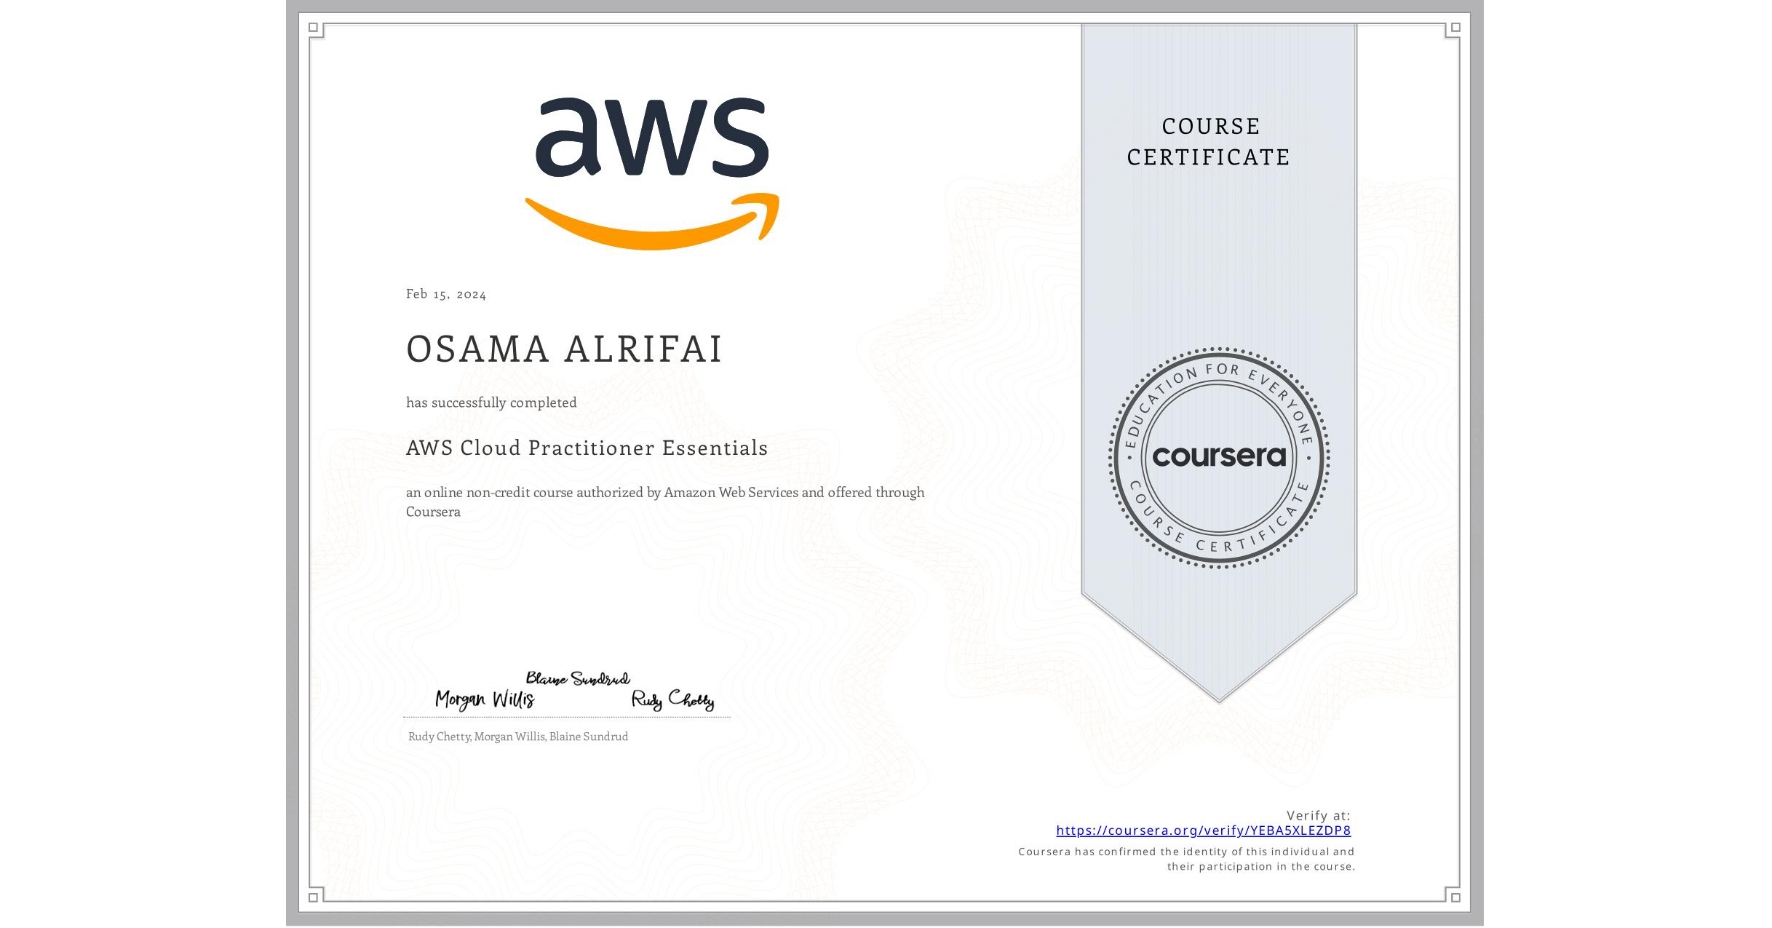 aws
COURSE
CERTIFICATE
Feb 15, 2024
OSAMA ALRIFAI
has successfully completed
AWS Cloud Practitioner Essentials
an online non-credit course authorized by Amazon Web Services and offered through
Coursera
EDUCATION FOR EVERYONE
coursera
COURSE CERTIFICATE
Blaine Sundrud
Morgan Willis
Rudy Chetty
Rudy Chetty, Morgan Willis, Blaine Sundrud
Verify at:
https://coursera.org/verify/YEBA5XLEZDP8
Coursera has confirmed the identity of this individual and
their participation in the course.